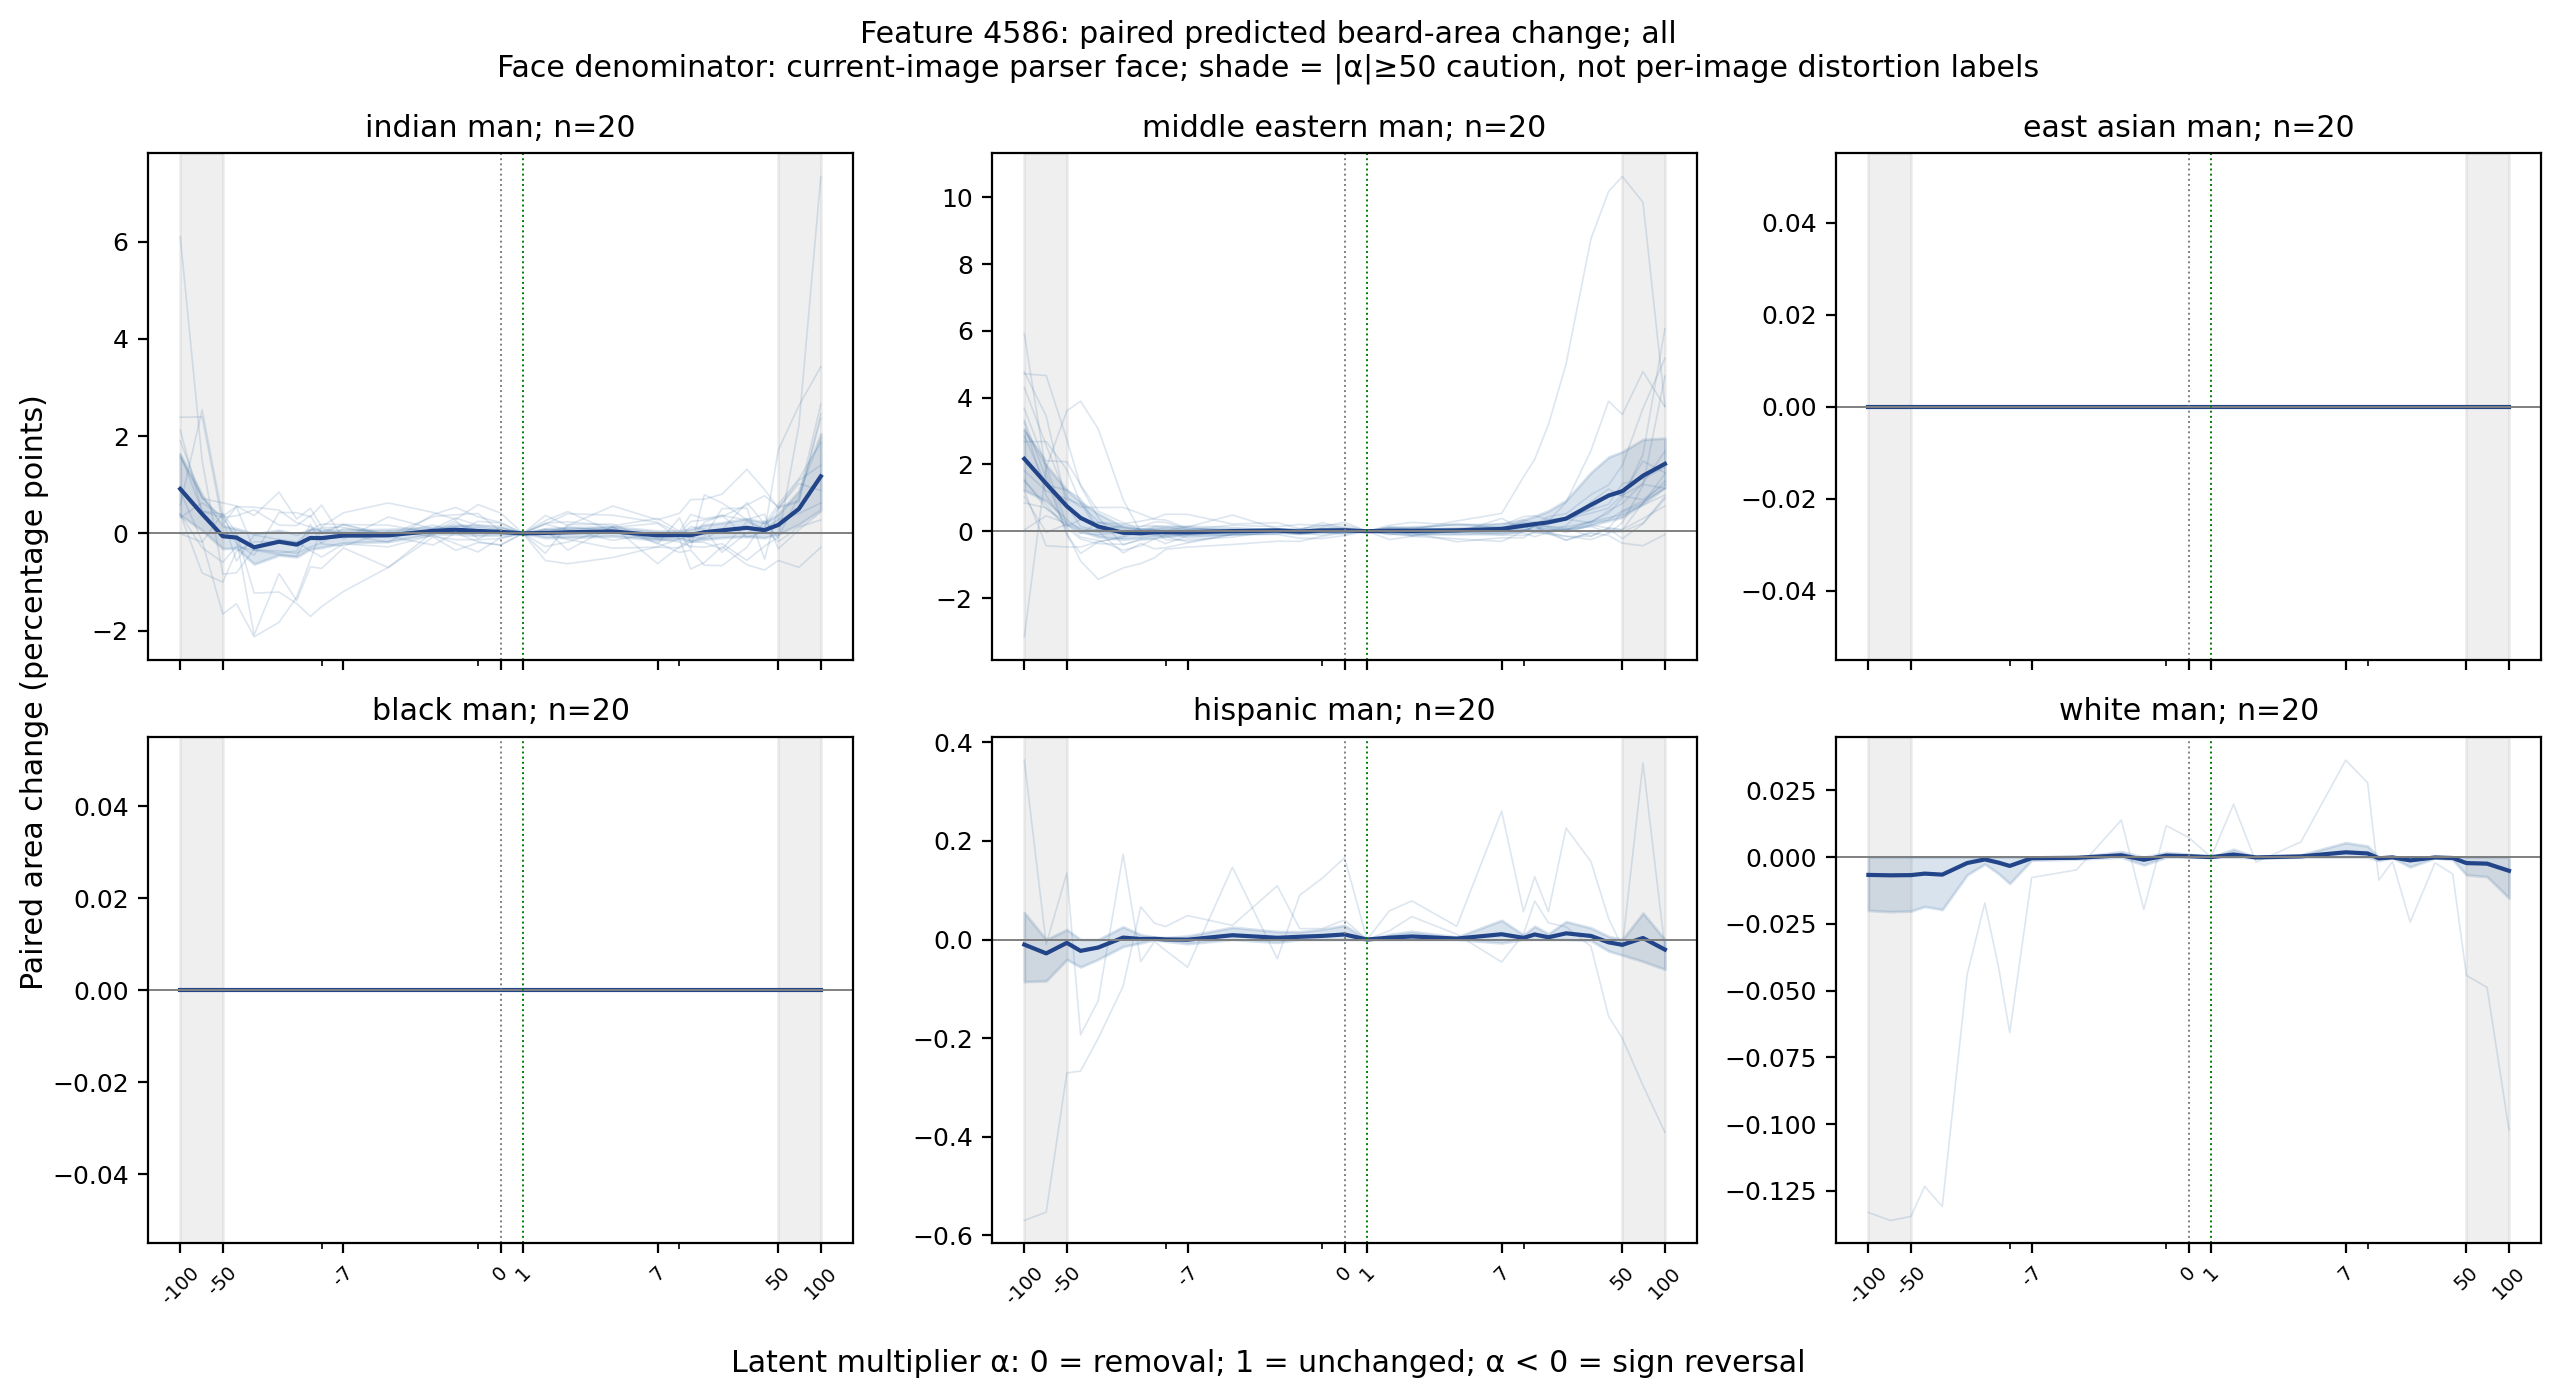 Feature 4586: paired predicted beard-area change; all
Face denominator: current-image parser face; shade = |α|≥50 caution, not per-image distortion labels
Paired area change (percentage points)
indian man; n=20
6
4
2
0
−2
middle eastern man; n=20
10
8
6
4
2
0
−2
east asian man; n=20
0.04
0.02
0.00
−0.02
−0.04
black man; n=20
0.04
0.02
0.00
−0.02
−0.04
-100 -50 -7 0 1 7 50 100
hispanic man; n=20
0.4
0.2
0.0
−0.2
−0.4
−0.6
-100 -50 -7 0 1 7 50 100
white man; n=20
0.025
0.000
−0.025
−0.050
−0.075
−0.100
−0.125
-100 -50 -7 0 1 7 50 100
Latent multiplier α: 0 = removal; 1 = unchanged; α < 0 = sign reversal